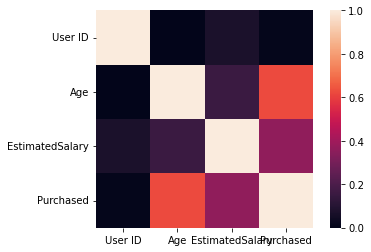 User ID
Age
EstimatedSalary
Purchased
User ID Age EstimatedSalary Purchased
1.0
0.8
0.6
0.4
0.2
0.0